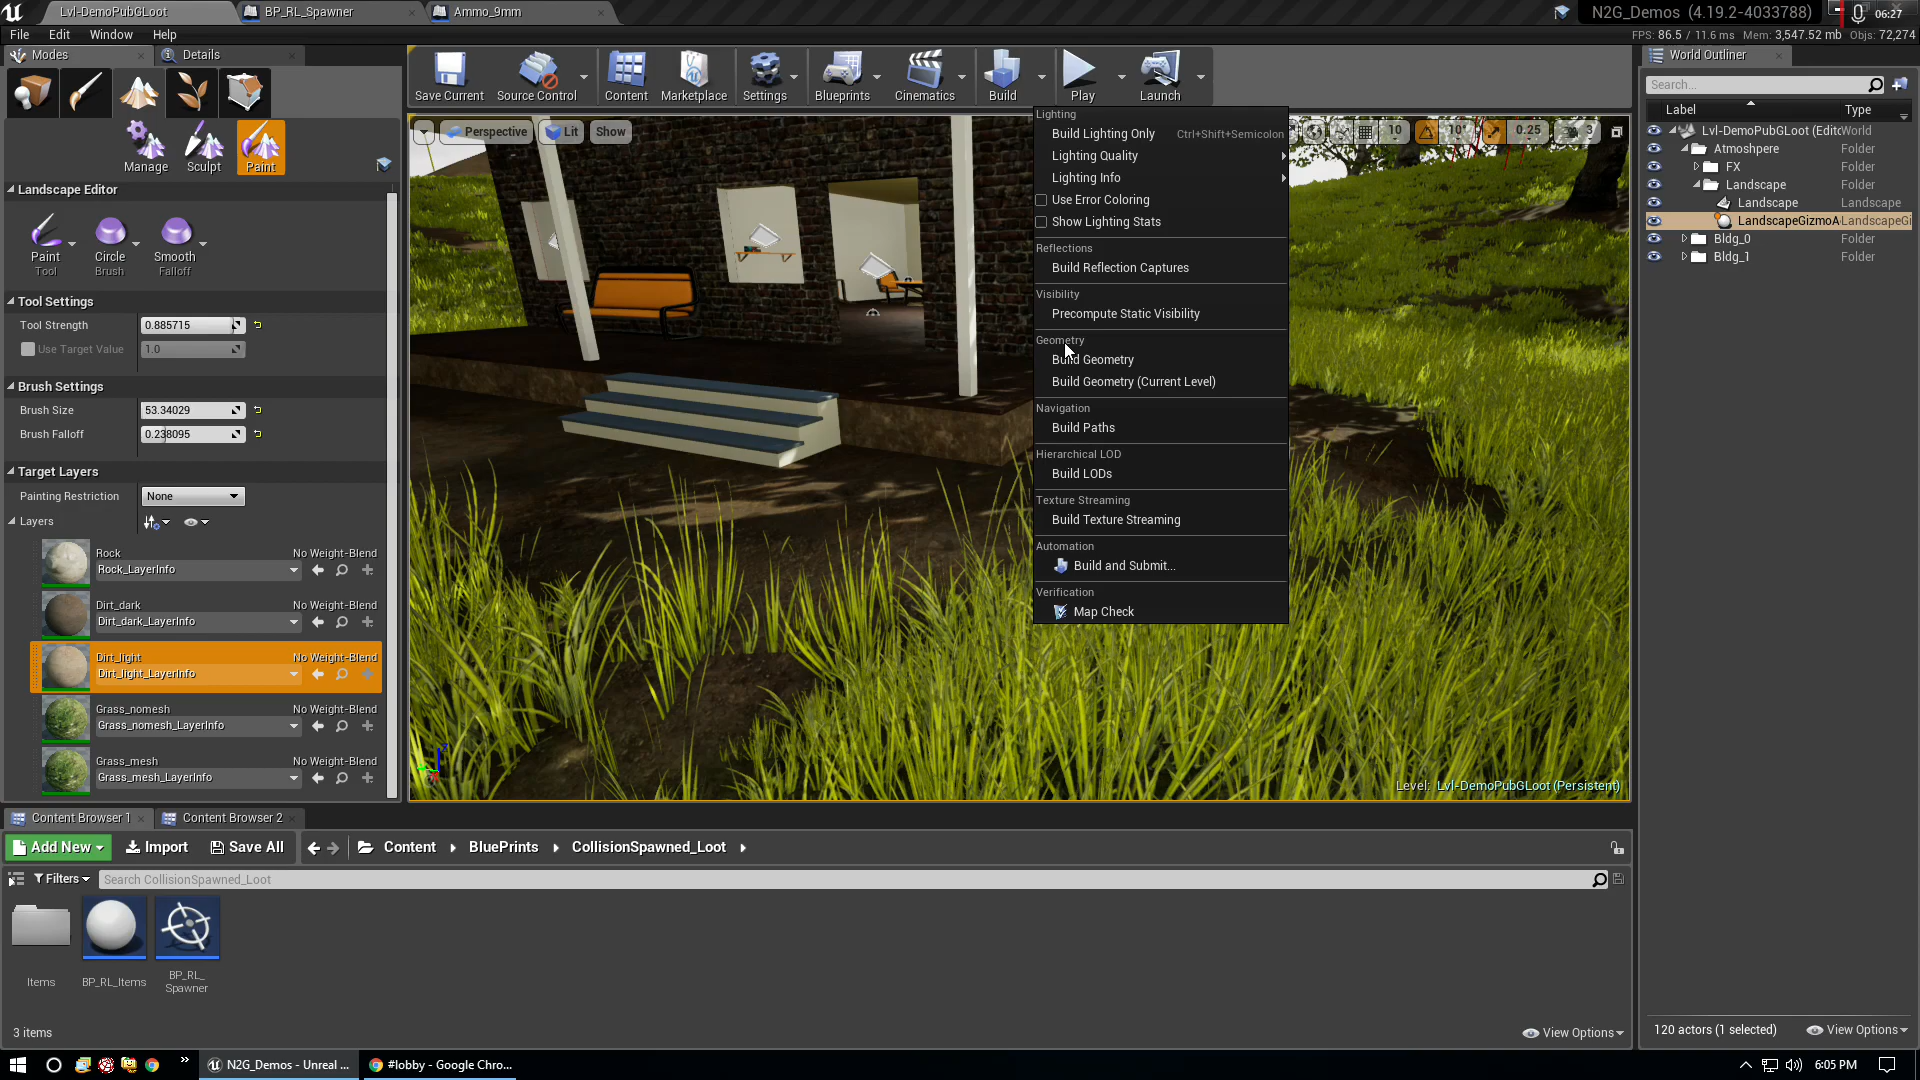 Lvl-DemoPubGLoot
BP_RL_Spawner
Ammo_9mm
N2G_Demos (4.19.2-4033788)
06:27
File
Edit
Window
Help
FPS: 86.5 / 11.6 ms
Mem: 3,547.52 mb
Objs: 72,274
Modes
Details
Save Current
Source Control
Content
Marketplace
Settings
Blueprints
Cinematics
Build
Play
Launch
World Outliner
Search...
Label
Type
Lvl-DemoPubGLoot (Edito
World
Atmoshpere
Folder
FX
Folder
Landscape
Folder
Landscape
Landscape
LandscapeGizmoA
LandscapeGi
Bldg_0
Folder
Bldg_1
Folder
120 actors (1 selected)
View Options
Manage
Sculpt
Paint
Landscape Editor
Paint
Circle
Smooth
Tool
Brush
Falloff
Tool Settings
Tool Strength
0.885715
Use Target Value
1.0
Brush Settings
Brush Size
53.34029
Brush Falloff
0.238095
Target Layers
Painting Restriction
None
Layers
Rock
No Weight-Blend
Rock_LayerInfo
Dirt_dark
No Weight-Blend
Dirt_dark_LayerInfo
Dirt_light
No Weight-Blend
Dirt_light_LayerInfo
Grass_nomesh
No Weight-Blend
Grass_nomesh_LayerInfo
Grass_mesh
No Weight-Blend
Grass_mesh_LayerInfo
Perspective
Lit
Show
10
10°
0.25
3
Lighting
Build Lighting Only
Ctrl+Shift+Semicolon
Lighting Quality
Lighting Info
Use Error Coloring
Show Lighting Stats
Reflections
Build Reflection Captures
Visibility
Precompute Static Visibility
Geometry
Build Geometry
Build Geometry (Current Level)
Navigation
Build Paths
Hierarchical LOD
Build LODs
Texture Streaming
Build Texture Streaming
Automation
Build and Submit...
Verification
Map Check
Level: Lvl-DemoPubGLoot (Persistent)
Content Browser 1
Content Browser 2
Add New
Import
Save All
Content
BluePrints
CollisionSpawned_Loot
Filters
Search CollisionSpawned_Loot
Items
BP_RL_Items
BP_RL_
Spawner
3 items
View Options
N2G_Demos - Unreal ...
#lobby - Google Chro...
6:05 PM